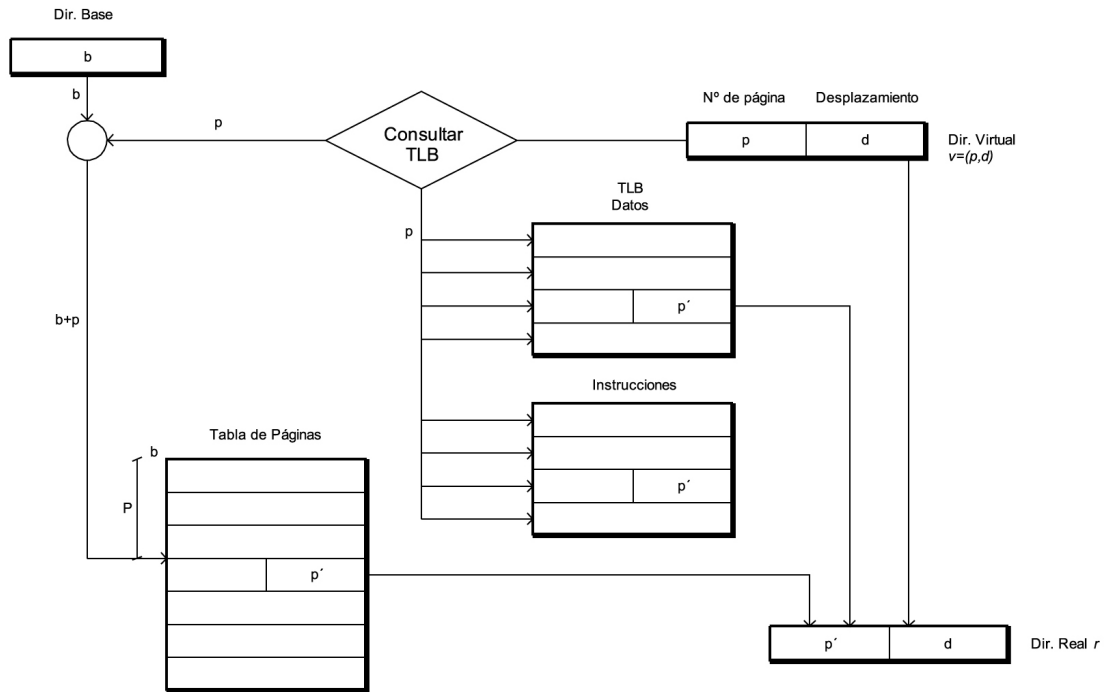 Dir. Base
b
b
p
Consultar
TLB
Nº de página
Desplazamiento
p
d
Dir. Virtual
v=(p,d)
TLB
Datos
p
p´
b+p
Instrucciones
p´
Tabla de Páginas
b
P
p´
p´
d
Dir. Real r